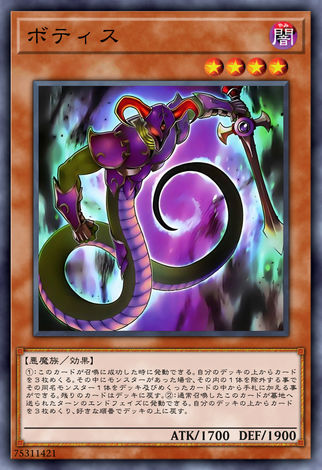 ボティス
闇
やみ
【悪魔族／効果】
①：このカードが召喚に成功した時に発動できる。自分のデッキの上からカード
を３枚めくる。その中にモンスターがあった場合、その内の１体を除外する事で
その同名モンスター１体をデッキ及びめくったカードの中から手札に加える事が
できる。残りのカードはデッキに戻す。②：通常召喚したこのカードが墓地へ
送られたターンのエンドフェイズに発動できる。自分のデッキの上からカード
を３枚めくり、好きな順番でデッキの上に戻す。
ATK/1700 DEF/1900
75311421